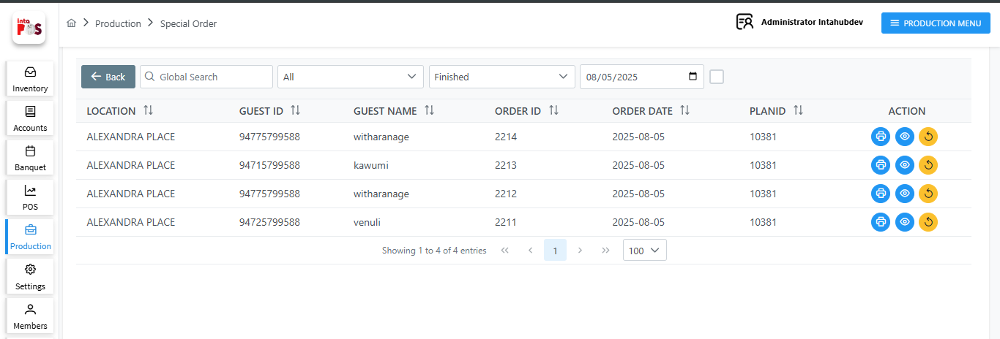 Inta
POS
Production
Special Order
Administrator Intahubdev
PRODUCTION MENU
Inventory
Accounts
Banquet
POS
Production
Settings
Members
Back
Global Search
All
Finished
08/05/2025
LOCATION GUEST ID GUEST NAME ORDER ID ORDER DATE PLANID ACTION
ALEXANDRA PLACE 94775799588 witharanage 2214 2025-08-05 10381
ALEXANDRA PLACE 94715799588 kawumi 2213 2025-08-05 10381
ALEXANDRA PLACE 94775799588 witharanage 2212 2025-08-05 10381
ALEXANDRA PLACE 94725799588 venuli 2211 2025-08-05 10381
Showing 1 to 4 of 4 entries 1 100